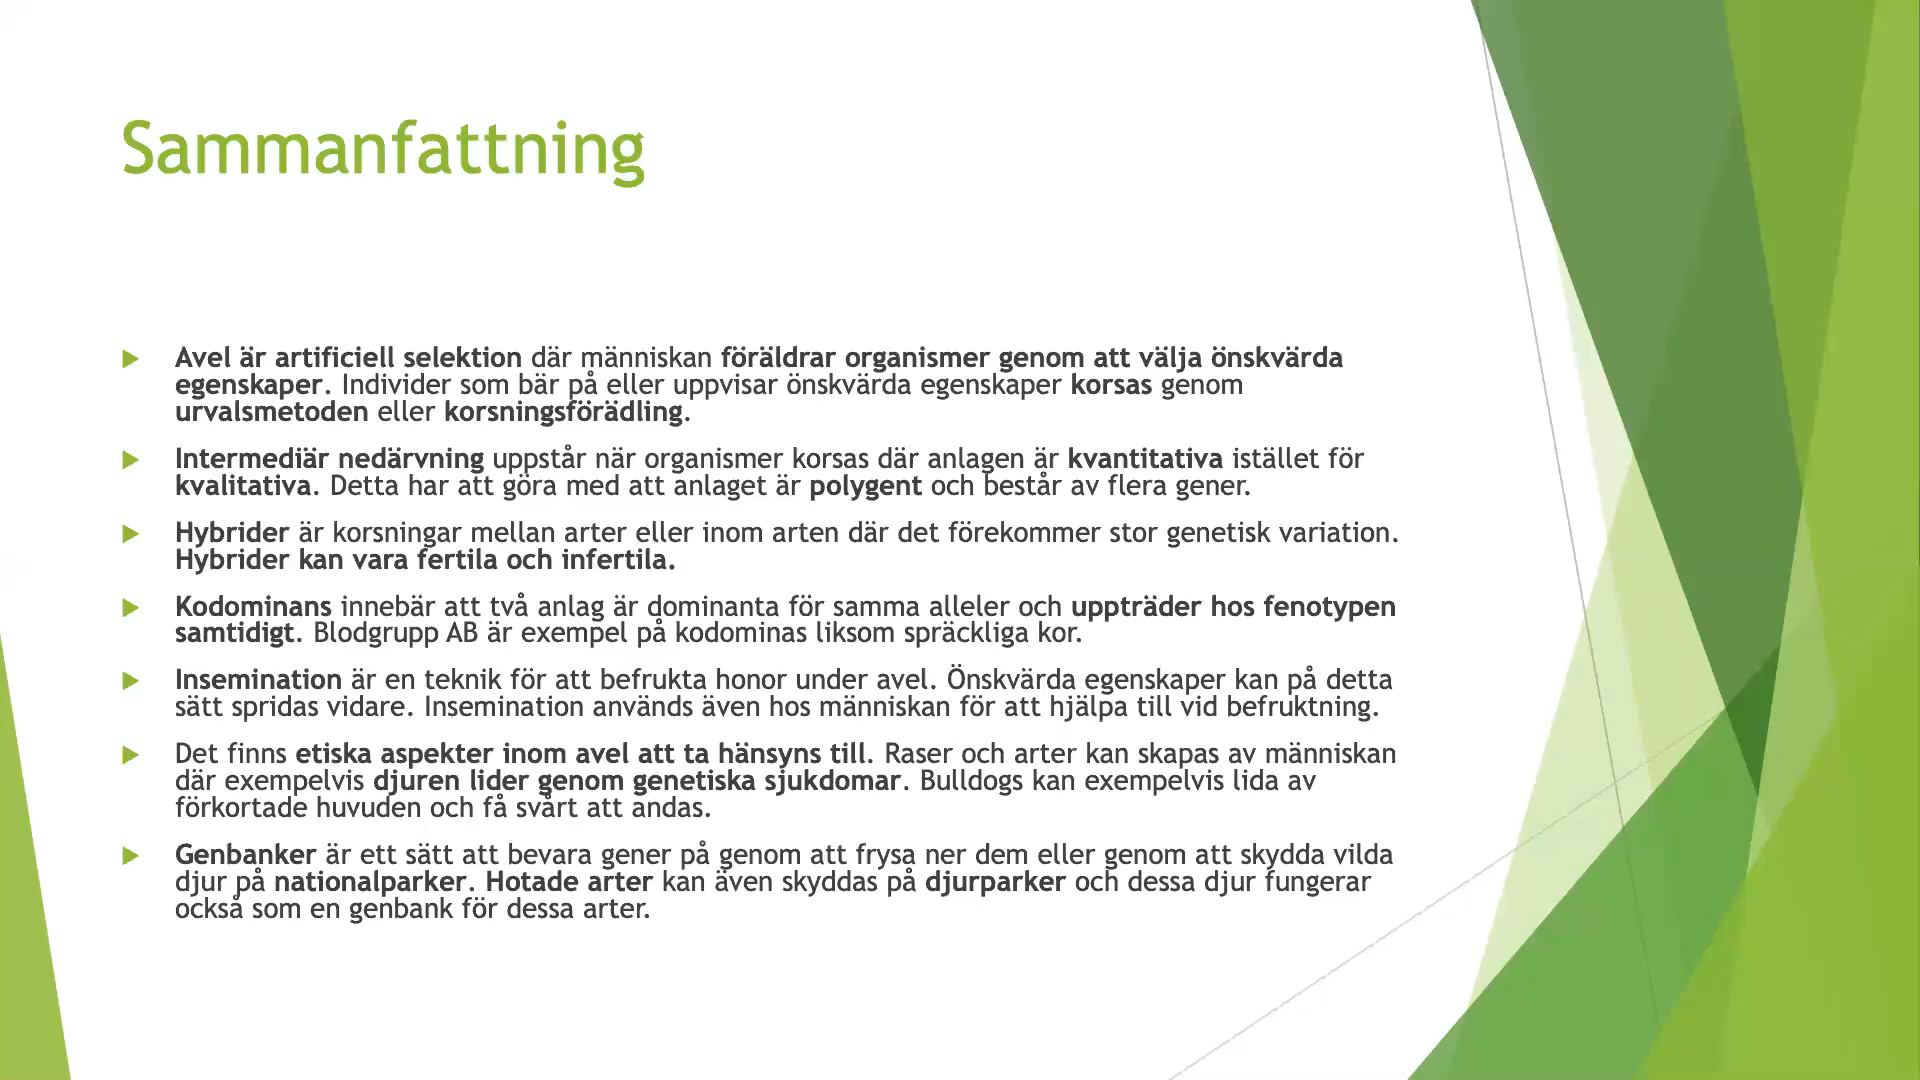 Sammanfattning
Avel är artificiell selektion där människan föräldrar organismer genom att välja önskvärda
egenskaper. Individer som bär på eller uppvisar önskvärda egenskaper korsas genom
urvalsmetoden eller korsningsförädling.
Intermediär nedärvning uppstår när organismer korsas där anlagen är kvantitativa istället för
kvalitativa. Detta har att göra med att anlaget är polygent och består av flera gener.
Hybrider är korsningar mellan arter eller inom arten där det förekommer stor genetisk variation.
Hybrider kan vara fertila och infertila.
Kodominans innebär att två anlag är dominanta för samma alleler och uppträder hos fenotypen
samtidigt. Blodgrupp AB är exempel på kodominas liksom spräckliga kor.
Insemination är en teknik för att befrukta honor under avel. Önskvärda egenskaper kan på detta
sätt spridas vidare. Insemination används även hos människan för att hjälpa till vid befruktning.
Det finns etiska aspekter inom avel att ta hänsyns till. Raser och arter kan skapas av människan
där exempelvis djuren lider genom genetiska sjukdomar. Bulldogs kan exempelvis lida av
förkortade huvuden och få svårt att andas.
Genbanker är ett sätt att bevara gener på genom att frysa ner dem eller genom att skydda vilda
djur på nationalparker. Hotade arter kan även skyddas på djurparker och dessa djur fungerar
också som en genbank för dessa arter.